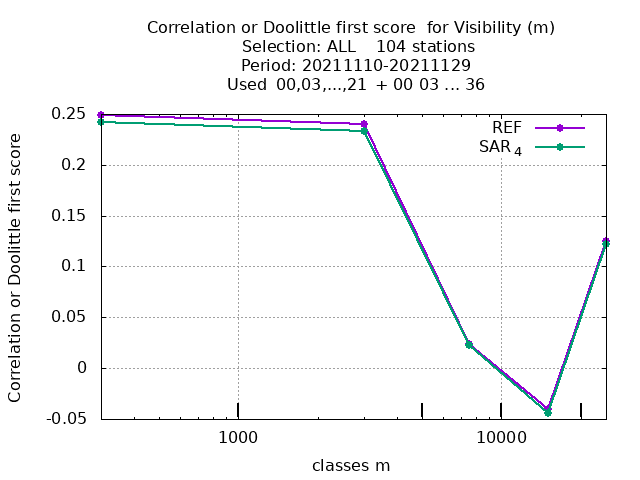 Correlation or Doolittle first score  for Visibility (m)
Selection: ALL    104 stations
Period: 20211110-20211129
Used  00,03,...,21  + 00 03 ... 36
Correlation or Doolittle first score
0.25
0.2
0.15
0.1
0.05
0
-0.05
REF
SAR4
1000
10000
classes m